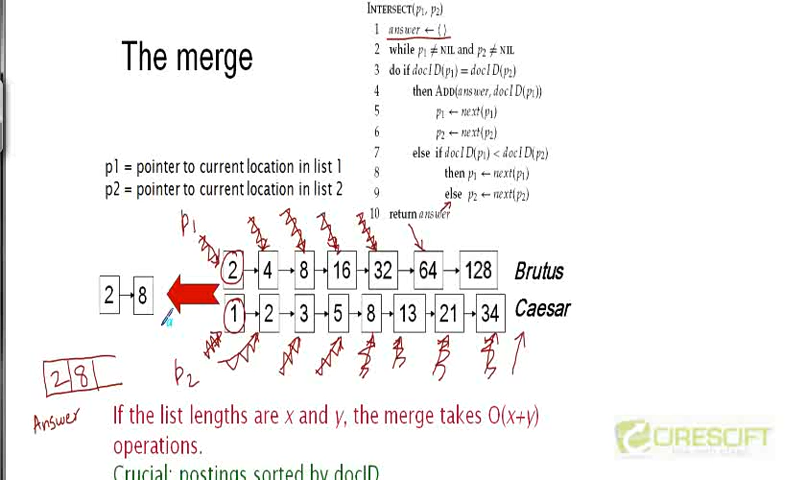 The merge
INTERSECT(p1, p2)
1 answer ← { }
2 while p1 ≠ NIL and p2 ≠ NIL
3 do if docID(p1) = docID(p2)
4 then ADD(answer, docID(p1))
5 p1 ← next(p1)
6 p2 ← next(p2)
7 else if docID(p1) < docID(p2)
8 then p1 ← next(p1)
9 else p2 ← next(p2)
10 return answer
p1 = pointer to current location in list 1
p2 = pointer to current location in list 2
p1
2 4 8 16 32 64 128 Brutus
2 8
1 2 3 5 8 13 21 34 Caesar
p2
2 8
Answer
If the list lengths are x and y, the merge takes O(x+y)
operations.
Crucial: postings sorted by docID